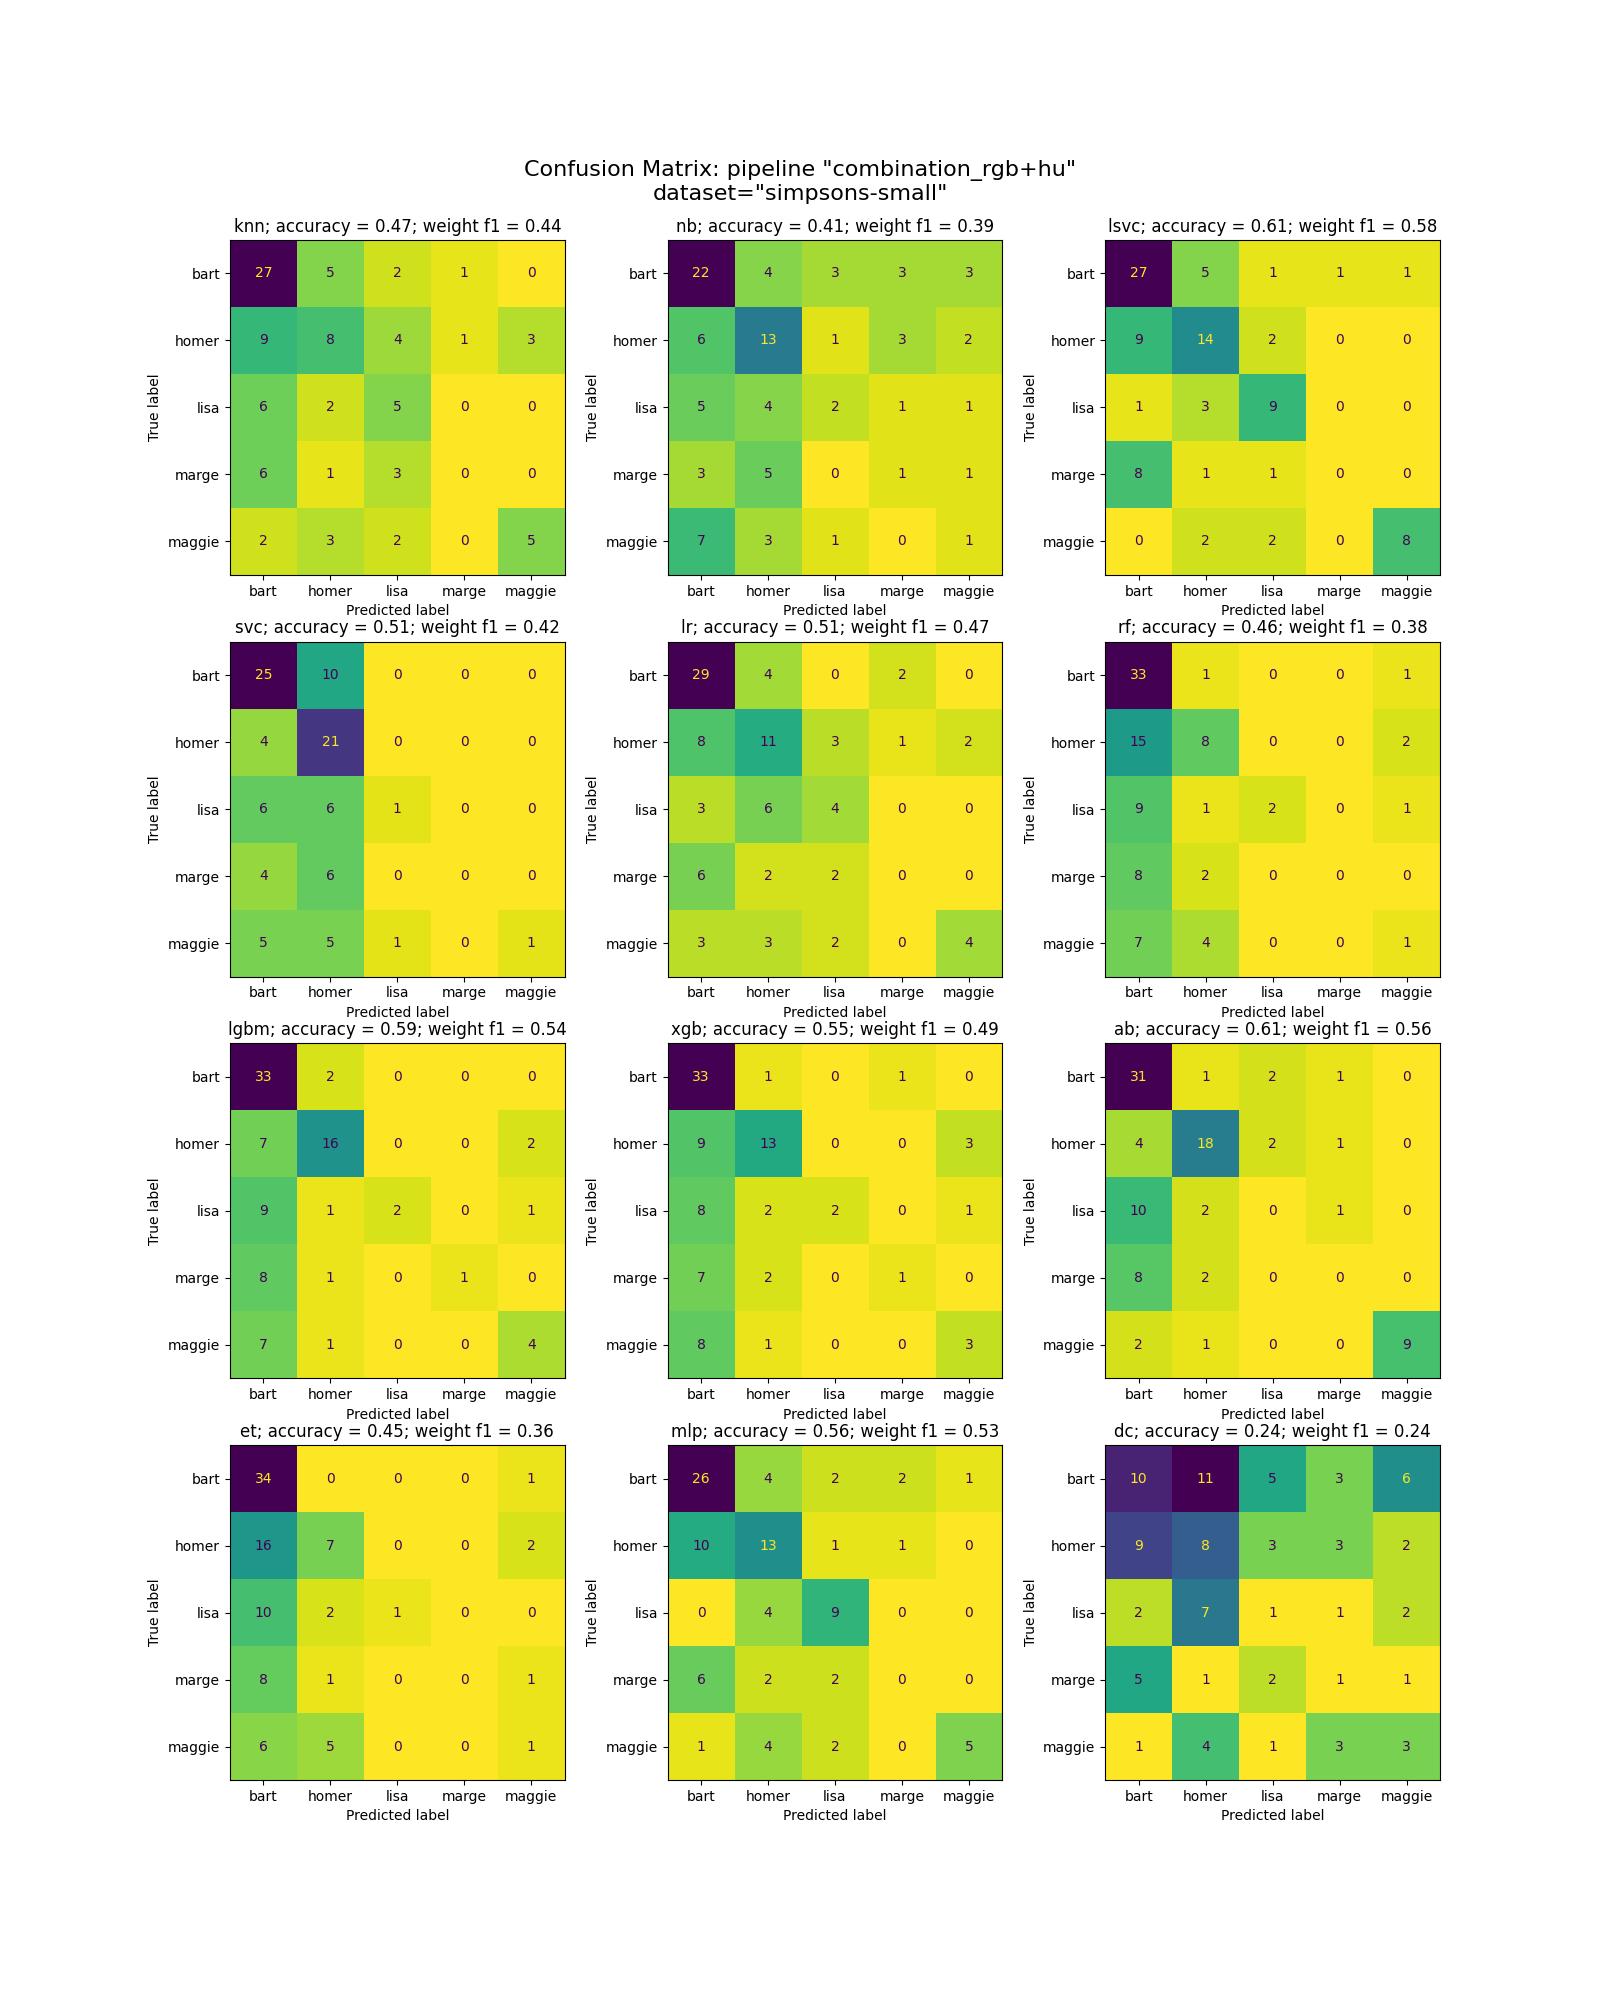 Confusion Matrix: pipeline "combination_rgb+hu"
dataset="simpsons-small"
knn; accuracy = 0.47; weight f1 = 0.44
True label
bart 27 5 2 1 0
homer 9 8 4 1 3
lisa 6 2 5 0 0
marge 6 1 3 0 0
maggie 2 3 2 0 5
bart homer lisa marge maggie
Predicted label
nb; accuracy = 0.41; weight f1 = 0.39
True label
bart 22 4 3 3 3
homer 6 13 1 3 2
lisa 5 4 2 1 1
marge 3 5 0 1 1
maggie 7 3 1 0 1
bart homer lisa marge maggie
Predicted label
lsvc; accuracy = 0.61; weight f1 = 0.58
True label
bart 27 5 1 1 1
homer 9 14 2 0 0
lisa 1 3 9 0 0
marge 8 1 1 0 0
maggie 0 2 2 0 8
bart homer lisa marge maggie
Predicted label
svc; accuracy = 0.51; weight f1 = 0.42
True label
bart 25 10 0 0 0
homer 4 21 0 0 0
lisa 6 6 1 0 0
marge 4 6 0 0 0
maggie 5 5 1 0 1
bart homer lisa marge maggie
Predicted label
lr; accuracy = 0.51; weight f1 = 0.47
True label
bart 29 4 0 2 0
homer 8 11 3 1 2
lisa 3 6 4 0 0
marge 6 2 2 0 0
maggie 3 3 2 0 4
bart homer lisa marge maggie
Predicted label
rf; accuracy = 0.46; weight f1 = 0.38
True label
bart 33 1 0 0 1
homer 15 8 0 0 2
lisa 9 1 2 0 1
marge 8 2 0 0 0
maggie 7 4 0 0 1
bart homer lisa marge maggie
Predicted label
lgbm; accuracy = 0.59; weight f1 = 0.54
True label
bart 33 2 0 0 0
homer 7 16 0 0 2
lisa 9 1 2 0 1
marge 8 1 0 1 0
maggie 7 1 0 0 4
bart homer lisa marge maggie
Predicted label
xgb; accuracy = 0.55; weight f1 = 0.49
True label
bart 33 1 0 1 0
homer 9 13 0 0 3
lisa 8 2 2 0 1
marge 7 2 0 1 0
maggie 8 1 0 0 3
bart homer lisa marge maggie
Predicted label
ab; accuracy = 0.61; weight f1 = 0.56
True label
bart 31 1 2 1 0
homer 4 18 2 1 0
lisa 10 2 0 1 0
marge 8 2 0 0 0
maggie 2 1 0 0 9
bart homer lisa marge maggie
Predicted label
et; accuracy = 0.45; weight f1 = 0.36
True label
bart 34 0 0 0 1
homer 16 7 0 0 2
lisa 10 2 1 0 0
marge 8 1 0 0 1
maggie 6 5 0 0 1
bart homer lisa marge maggie
Predicted label
mlp; accuracy = 0.56; weight f1 = 0.53
True label
bart 26 4 2 2 1
homer 10 13 1 1 0
lisa 0 4 9 0 0
marge 6 2 2 0 0
maggie 1 4 2 0 5
bart homer lisa marge maggie
Predicted label
dc; accuracy = 0.24; weight f1 = 0.24
True label
bart 10 11 5 3 6
homer 9 8 3 3 2
lisa 2 7 1 1 2
marge 5 1 2 1 1
maggie 1 4 1 3 3
bart homer lisa marge maggie
Predicted label